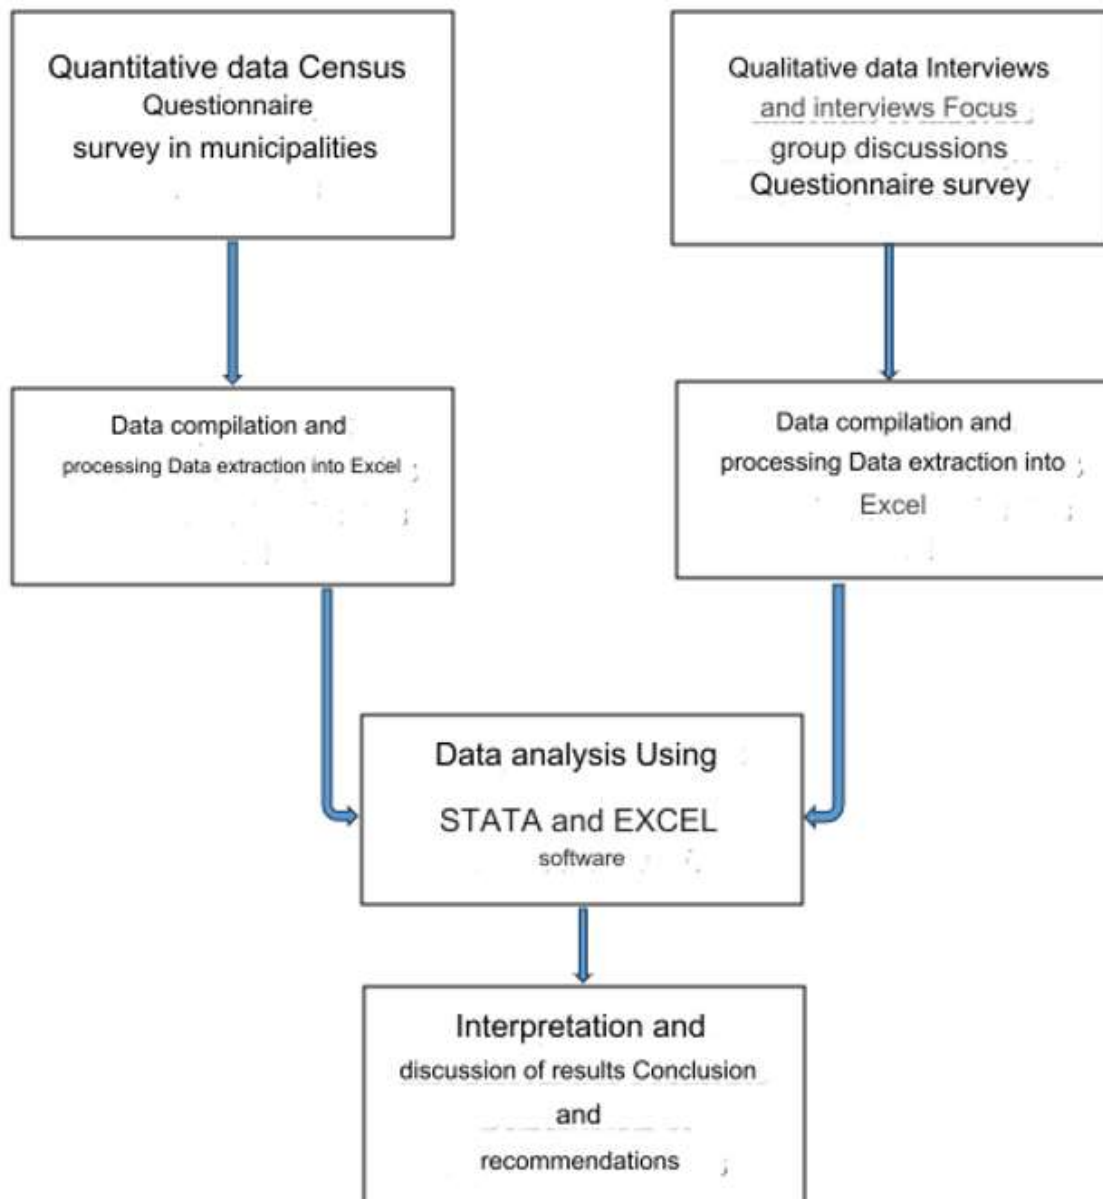 Quantitative data Census
Questionnaire
survey in municipalities
Qualitative data Interviews
and interviews Focus
group discussions
Questionnaire survey
Data compilation and
processing Data extraction into Excel ;
;
Data compilation and
processing Data extraction into ;
Excel ;
Data analysis Using
STATA and EXCEL
software
Interpretation and
discussion of results Conclusion
and
recommendations ;